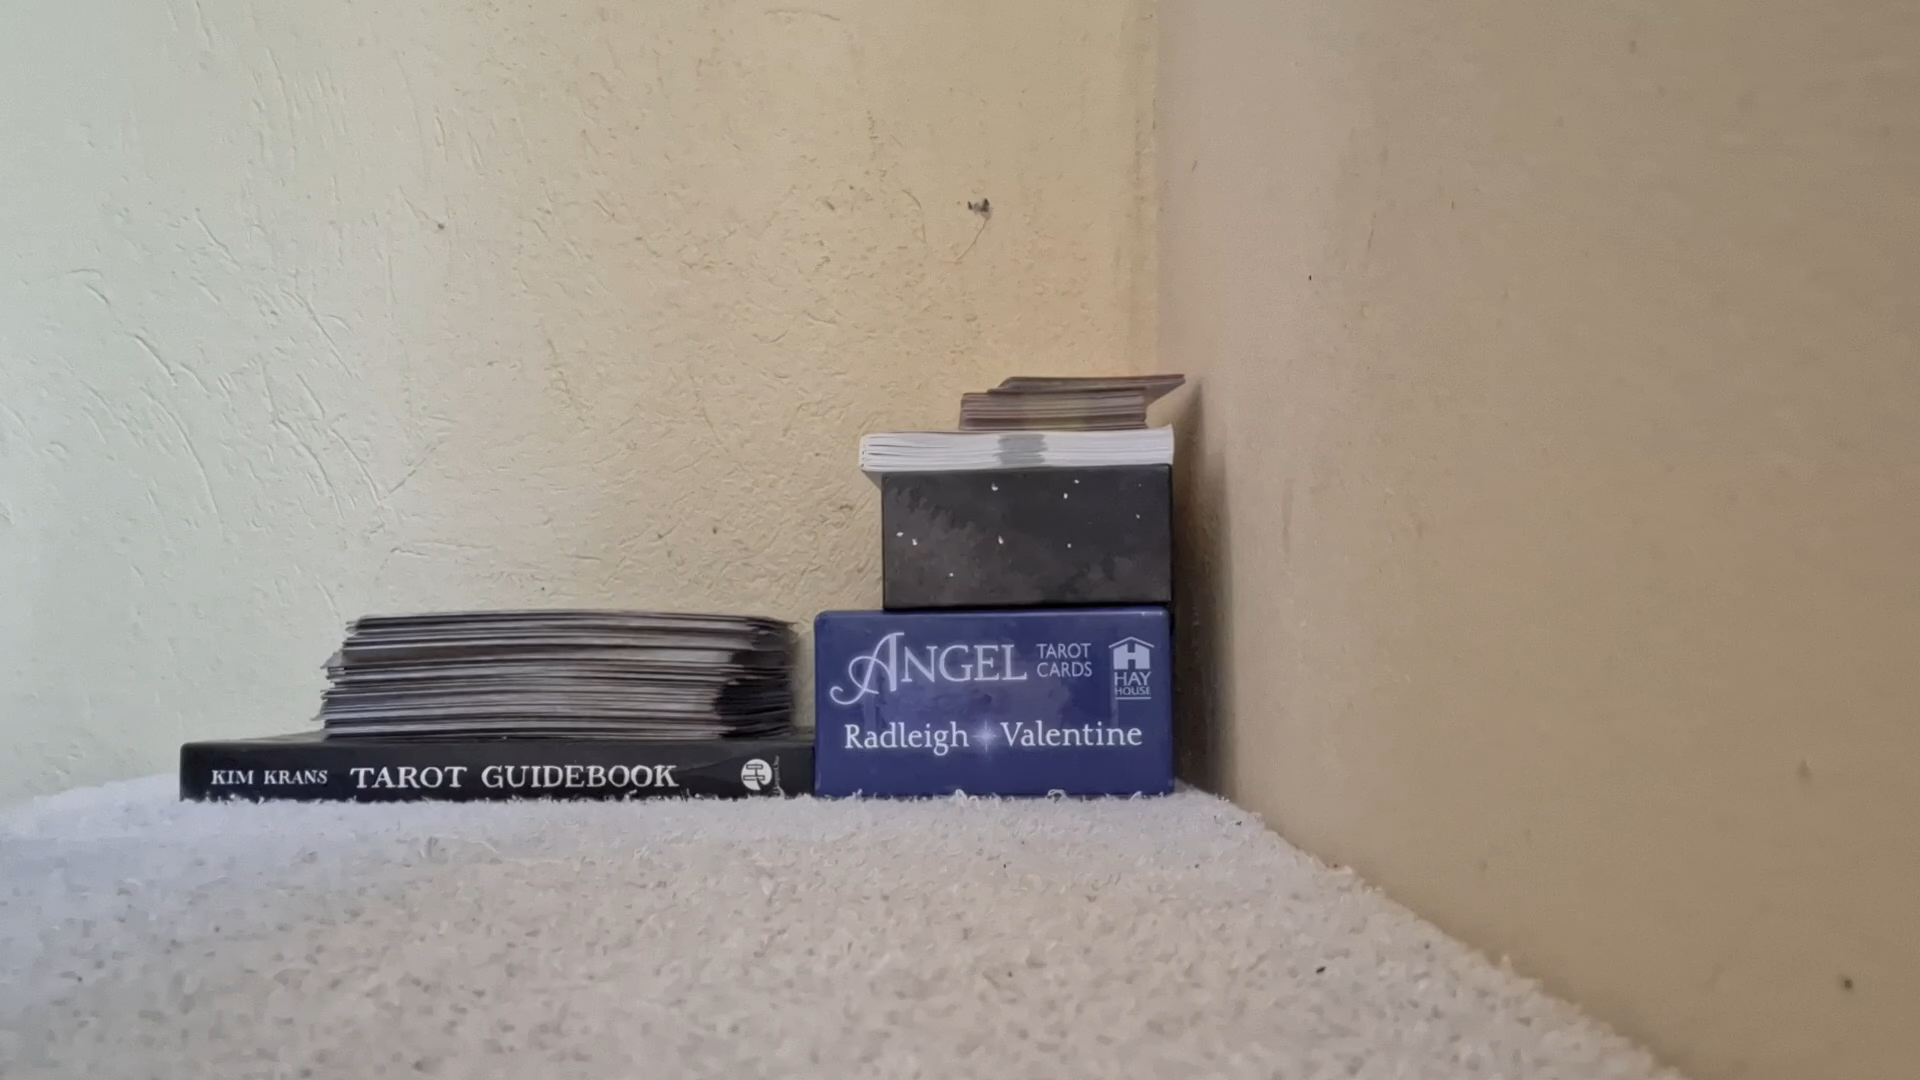 KIM KRANS TAROT GUIDEBOOK
ANGEL TAROT CARDS
HAY HOUSE
Radleigh Valentine